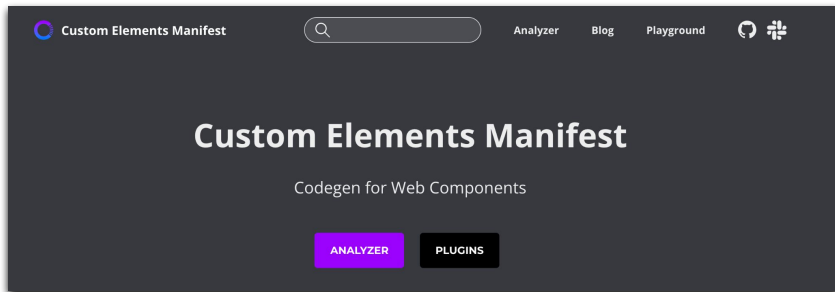 Custom Elements Manifest
Analyzer Blog Playground
Custom Elements Manifest
Codegen for Web Components
ANALYZER PLUGINS